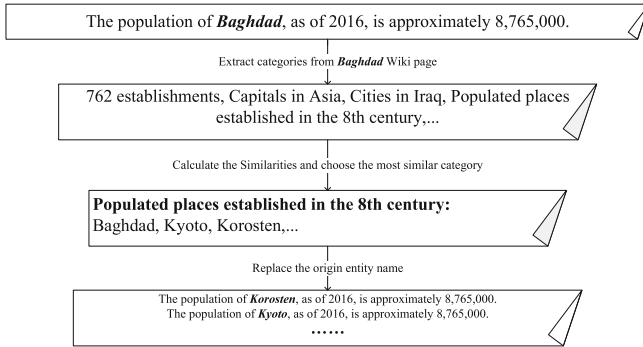 The population of Baghdad, as of 2016, is approximately 8,765,000.
Extract categories from Baghdad Wiki page
762 establishments, Capitals in Asia, Cities in Iraq, Populated places
established in the 8th century,...
Calculate the Similarities and choose the most similar category
Populated places established in the 8th century:
Baghdad, Kyoto, Korosten,...
Replace the origin entity name
The population of Korosten, as of 2016, is approximately 8,765,000.
The population of Kyoto, as of 2016, is approximately 8,765,000.
......